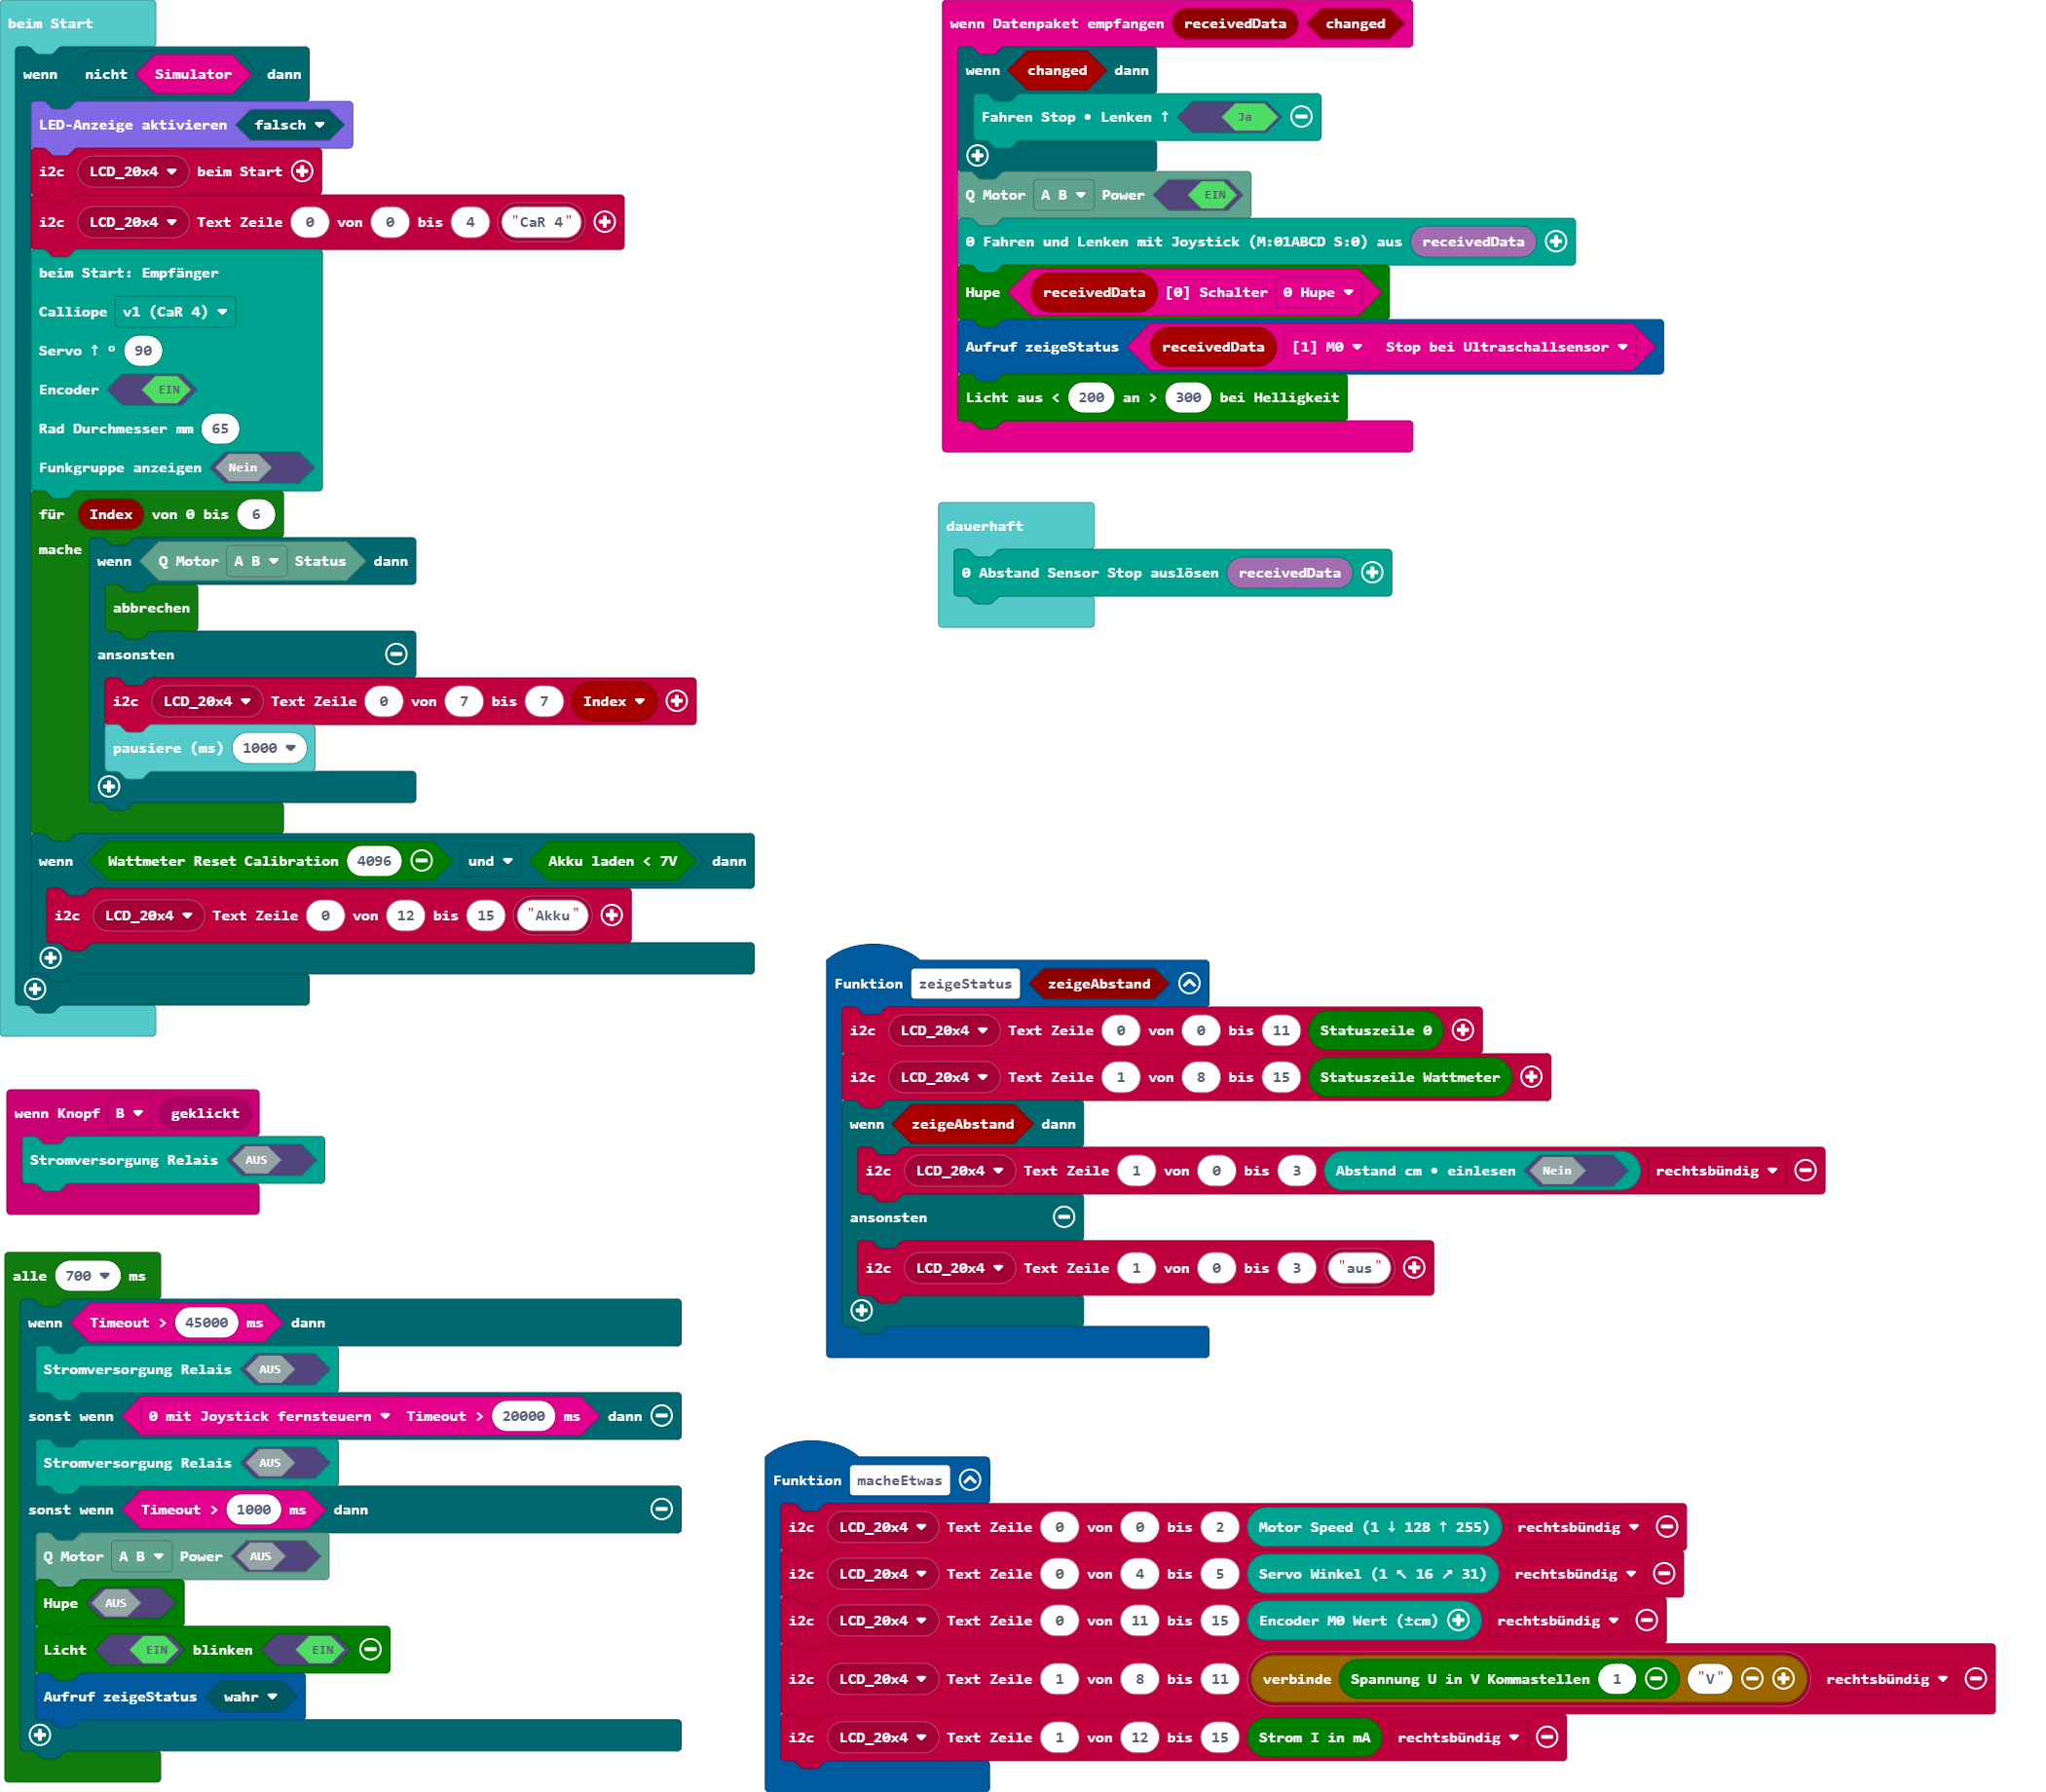 beim Start
wenn nicht Simulator dann
LED-Anzeige aktivieren falsch
i2c LCD_20x4 beim Start
i2c LCD_20x4 Text Zeile 0 von 0 bis 4 "CaR 4"
beim Start: Empfänger
Calliope v1 (CaR 4)
Servo ↑ ° 90
Encoder EIN
Rad Durchmesser mm 65
Funkgruppe anzeigen Nein
für Index von 0 bis 6
mache
wenn Q Motor A B Status dann
abbrechen
ansonsten
i2c LCD_20x4 Text Zeile 0 von 7 bis 7 Index
pausiere (ms) 1000
wenn Wattmeter Reset Calibration 4096 und Akku laden < 7V dann
i2c LCD_20x4 Text Zeile 0 von 12 bis 15 "Akku"
wenn Knopf B geklickt
Stromversorgung Relais AUS
alle 700 ms
wenn Timeout > 45000 ms dann
Stromversorgung Relais AUS
sonst wenn 0 mit Joystick fernsteuern Timeout > 20000 ms dann
Stromversorgung Relais AUS
sonst wenn Timeout > 1000 ms dann
Q Motor A B Power AUS
Hupe AUS
Licht EIN blinken EIN
Aufruf zeigeStatus wahr
wenn Datenpaket empfangen receivedData changed
wenn changed dann
Fahren Stop • Lenken ↑ Ja
Q Motor A B Power EIN
0 Fahren und Lenken mit Joystick (M:01ABCD S:0) aus receivedData
Hupe receivedData [0] Schalter 0 Hupe
Aufruf zeigeStatus receivedData [1] M0 Stop bei Ultraschallsensor
Licht aus < 200 an > 300 bei Helligkeit
dauerhaft
0 Abstand Sensor Stop auslösen receivedData
Funktion zeigeStatus zeigeAbstand
i2c LCD_20x4 Text Zeile 0 von 0 bis 11 Statuszeile 0
i2c LCD_20x4 Text Zeile 1 von 8 bis 15 Statuszeile Wattmeter
wenn zeigeAbstand dann
i2c LCD_20x4 Text Zeile 1 von 0 bis 3 Abstand cm • einlesen Nein rechtsbündig
ansonsten
i2c LCD_20x4 Text Zeile 1 von 0 bis 3 "aus"
Funktion macheEtwas
i2c LCD_20x4 Text Zeile 0 von 0 bis 2 Motor Speed (1 ↓ 128 ↑ 255) rechtsbündig
i2c LCD_20x4 Text Zeile 0 von 4 bis 5 Servo Winkel (1 ↖ 16 ↗ 31) rechtsbündig
i2c LCD_20x4 Text Zeile 0 von 11 bis 15 Encoder M0 Wert (±cm) rechtsbündig
i2c LCD_20x4 Text Zeile 1 von 8 bis 11 verbinde Spannung U in V Kommastellen 1 "V" rechtsbündig
i2c LCD_20x4 Text Zeile 1 von 12 bis 15 Strom I in mA rechtsbündig